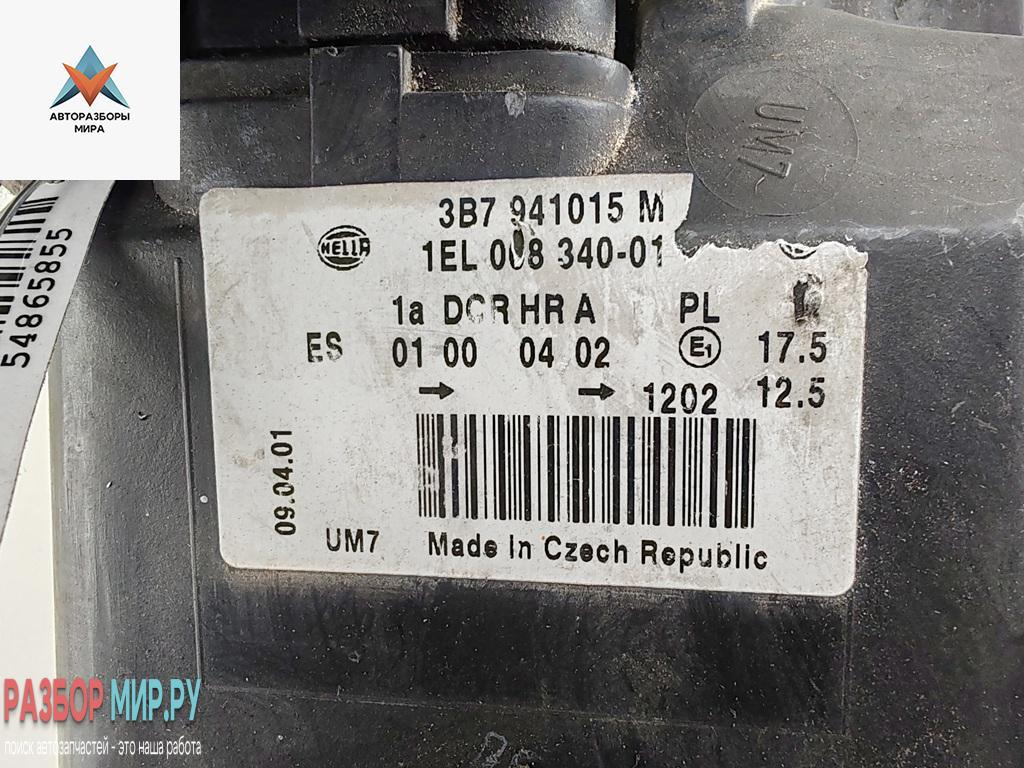 АВТОРАЗБОРЫ
МИРА
UM7
54865855
3B7 941015 M
HELLA
1EL 008 340-01
1a DCR HR A PL
ES 01 00 04 02 E1 17.5
1202 12.5
09.04.01
UM7 Made in Czech Republic
РАЗБОР МИР.РУ
поиск автозапчастей - это наша работа